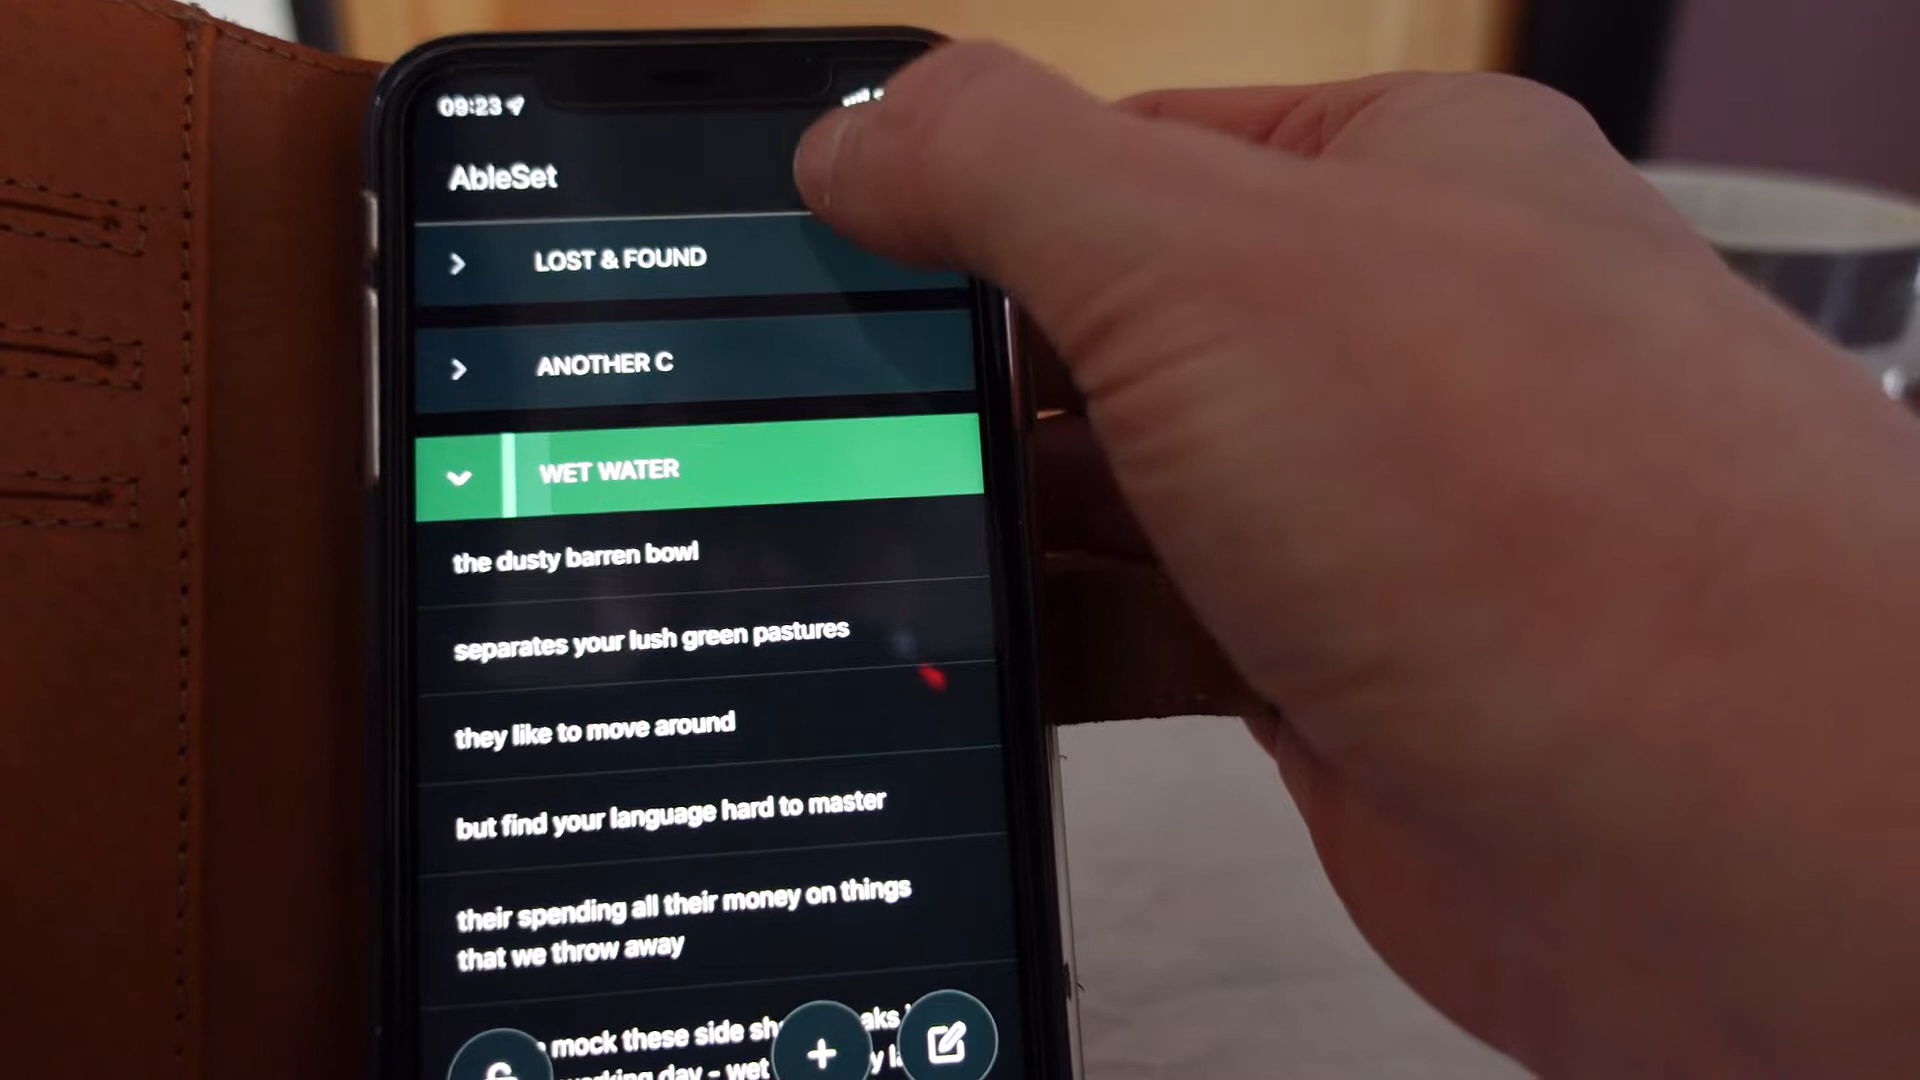 09:23
AbleSet
LOST & FOUND
ANOTHER C
WET WATER
the dusty barren bowl
separates your lush green pastures
they like to move around
but find your language hard to master
their spending all their money on things
that we throw away
mock these side
day - wet